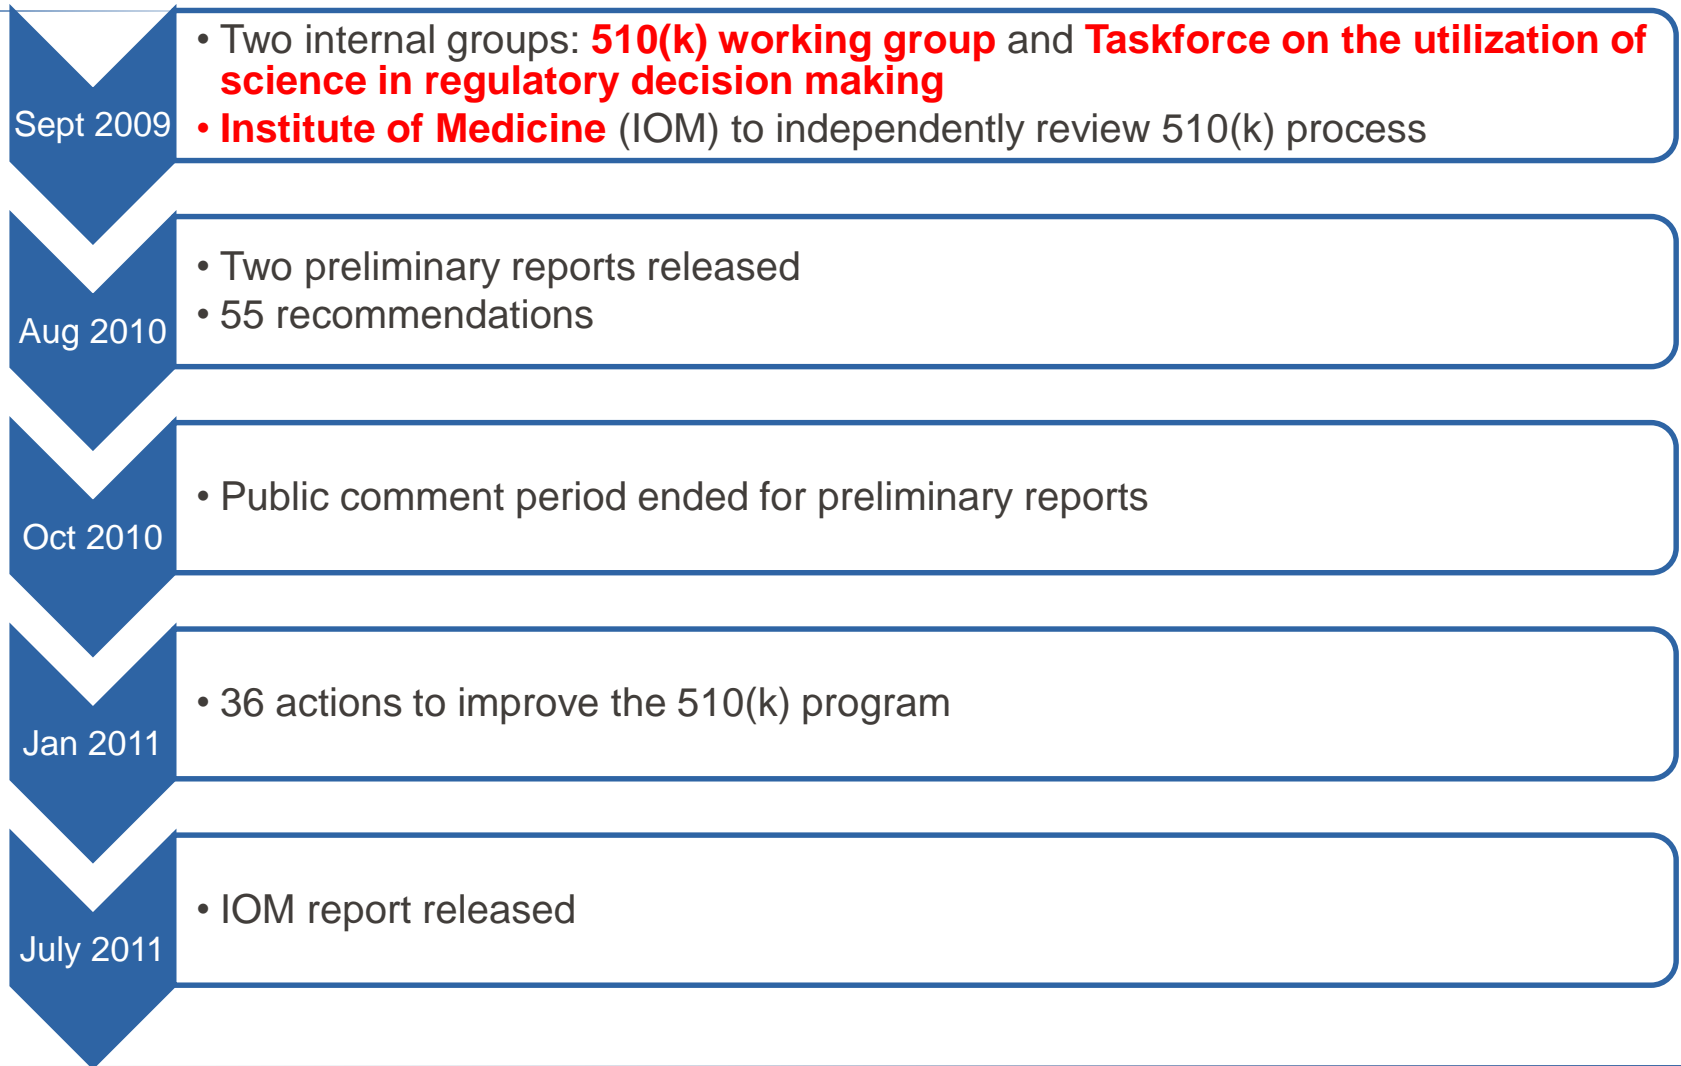 Sept 2009
• Two internal groups: 510(k) working group and Taskforce on the utilization of
science in regulatory decision making
• Institute of Medicine (IOM) to independently review 510(k) process
Aug 2010
• Two preliminary reports released
• 55 recommendations
Oct 2010
• Public comment period ended for preliminary reports
Jan 2011
• 36 actions to improve the 510(k) program
July 2011
• IOM report released